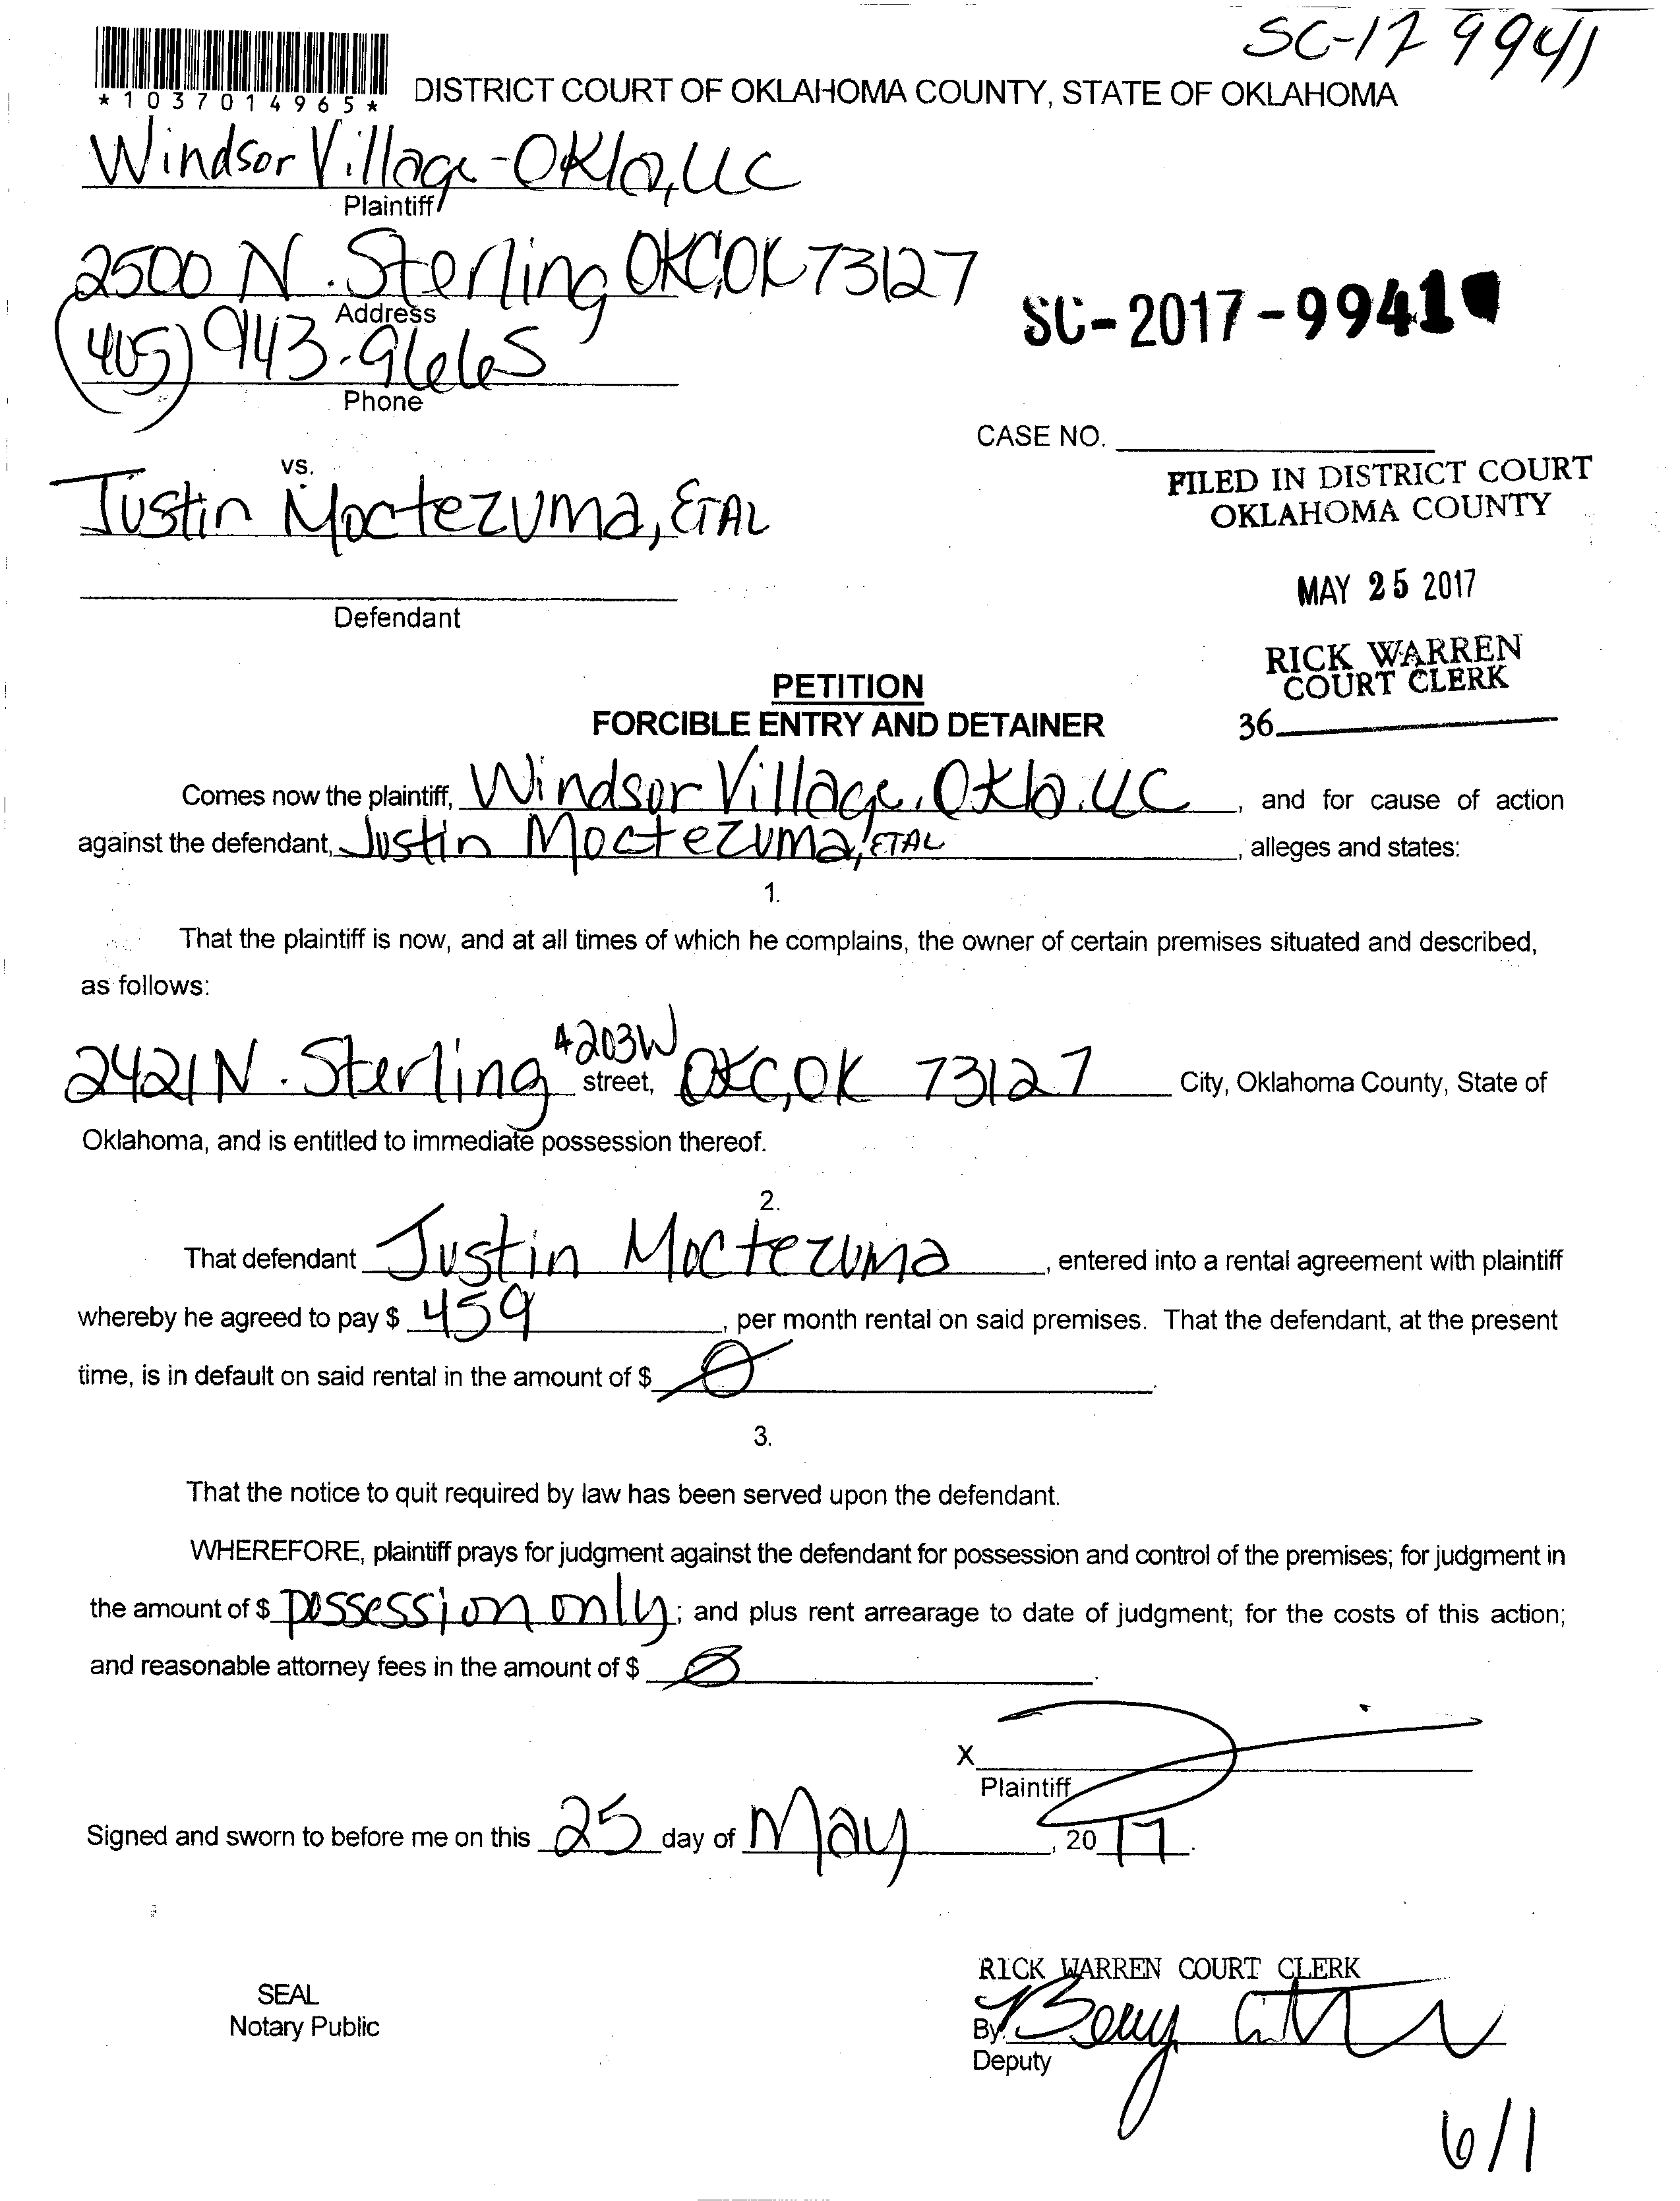 SC-17 9941
*1037014965*
DISTRICT COURT OF OKLAHOMA COUNTY, STATE OF OKLAHOMA
Windsor Village-Okla, LLC
Plaintiff
2500 N. Sterling OKC, OK 73127
Address
(405) 943-9665
Phone
SC-2017-9941
CASE NO.
FILED IN DISTRICT COURT
OKLAHOMA COUNTY
vs.
Justin Moctezuma, ETAL
MAY 25 2017
Defendant
RICK WARREN
COURT CLERK
36
PETITION
FORCIBLE ENTRY AND DETAINER
Comes now the plaintiff, Windsor Village, Okla. LLC, and for cause of action
against the defendant, Justin Moctezuma, ETAL, alleges and states:
1.
That the plaintiff is now, and at all times of which he complains, the owner of certain premises situated and described,
as follows:
2421 N. Sterling #203W street, OKC, OK 73127 City, Oklahoma County, State of
Oklahoma, and is entitled to immediate possession thereof.
2.
That defendant Justin Moctezuma, entered into a rental agreement with plaintiff
whereby he agreed to pay $ 459, per month rental on said premises. That the defendant, at the present
time, is in default on said rental in the amount of $ Ø.
3.
That the notice to quit required by law has been served upon the defendant.
WHEREFORE, plaintiff prays for judgment against the defendant for possession and control of the premises; for judgment in
the amount of $ possession only; and plus rent arrearage to date of judgment; for the costs of this action;
and reasonable attorney fees in the amount of $ Ø.
X
Plaintiff
Signed and sworn to before me on this 25 day of May, 2017.
RICK WARREN COURT CLERK
SEAL
Notary Public
By
Deputy
6/1